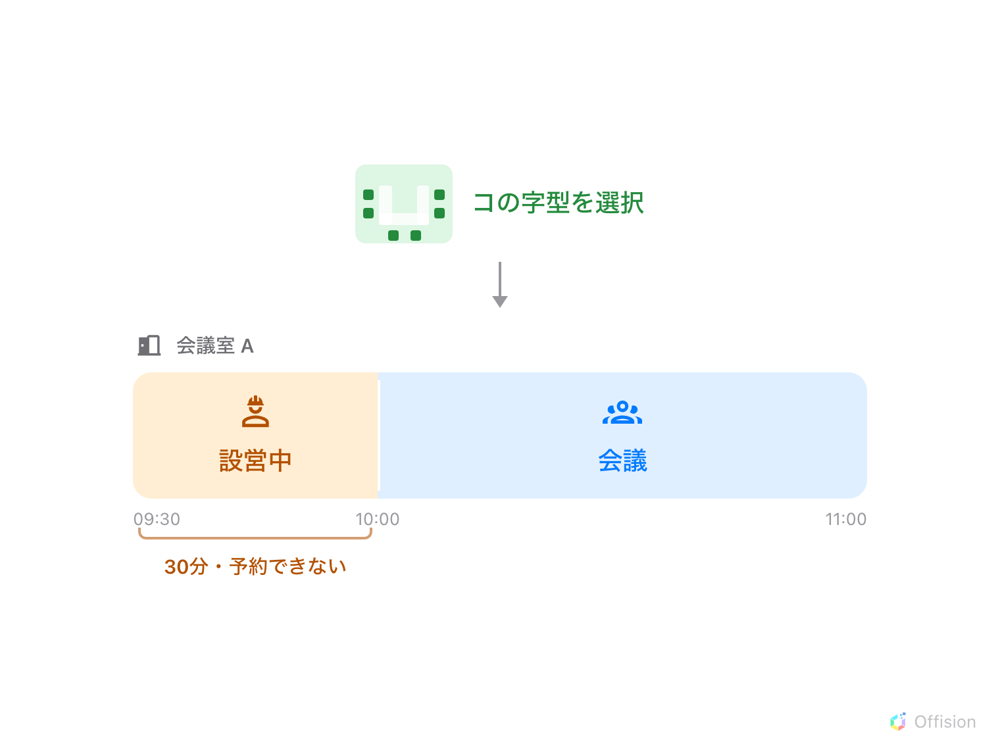 コの字型を選択
会議室 A
設営中
会議
09:30
10:00
11:00
30分・予約できない
Offision